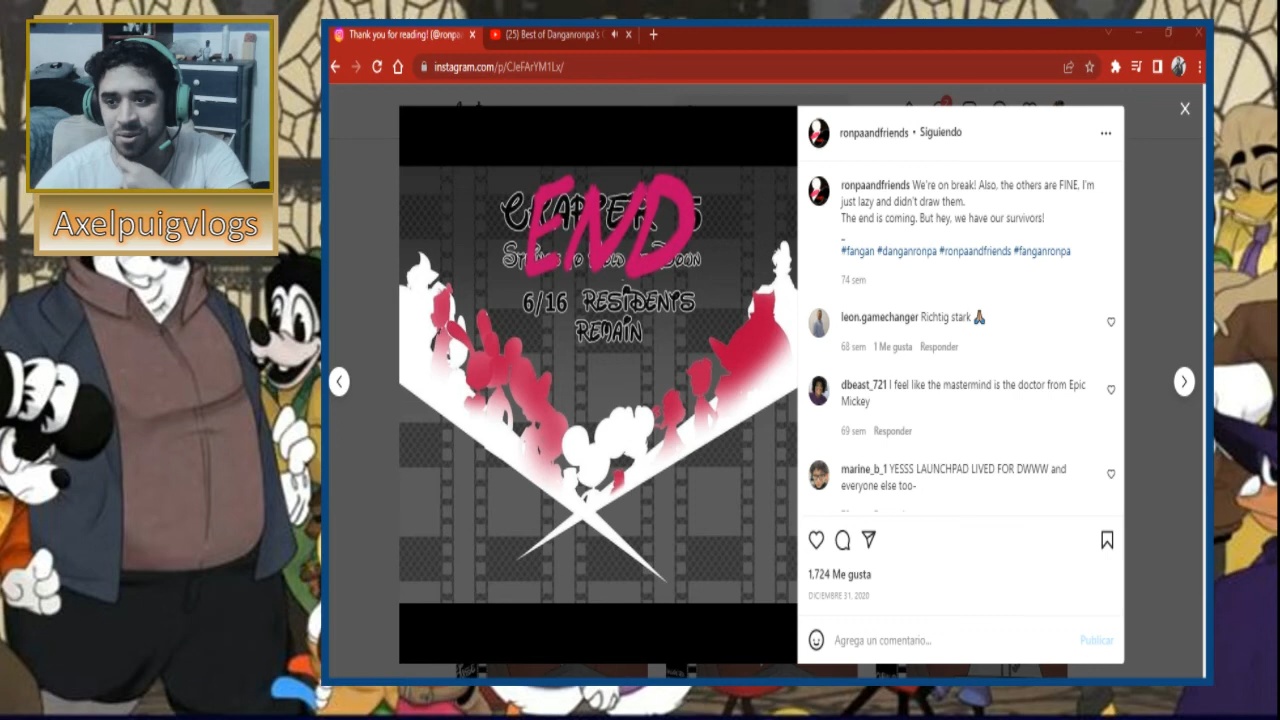 Thank you for reading! (@ronpa
(25) Best of Danganronpa's
instagram.com/p/CJeFArYM1Lx/
Axelpuigvlogs
END
6/16 RESIDENTS
REMAIN
ronpaandfriends • Siguiendo
ronpaandfriends We're on break! Also, the others are FINE, I'm
just lazy and didn't draw them.
The end is coming. But hey, we have our survivors!
_
#fangan #danganronpa #ronpaandfriends #fanganronpa
74 sem
leon.gamechanger Richtig stark 🙏🏾
68 sem 1 Me gusta Responder
dbeast_721 I feel like the mastermind is the doctor from Epic
Mickey
69 sem Responder
marine_b_1 YESSS LAUNCHPAD LIVED FOR DWWW and
everyone else too-
1,724 Me gusta
DICIEMBRE 31, 2020
Agrega un comentario...
Publicar